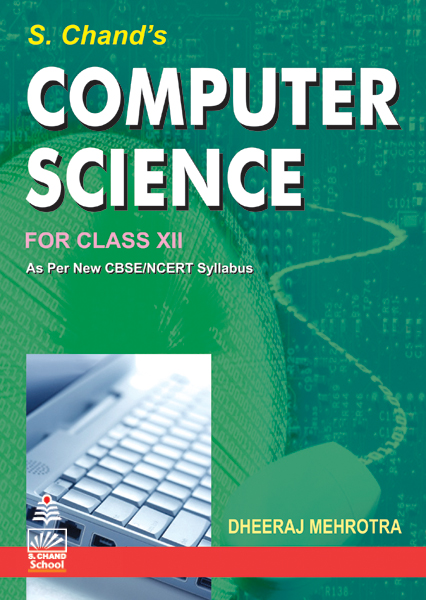 S. Chand's
COMPUTER
SCIENCE
FOR CLASS XII
As Per New CBSE/NCERT Syllabus
DHEERAJ MEHROTRA
S. CHAND
School